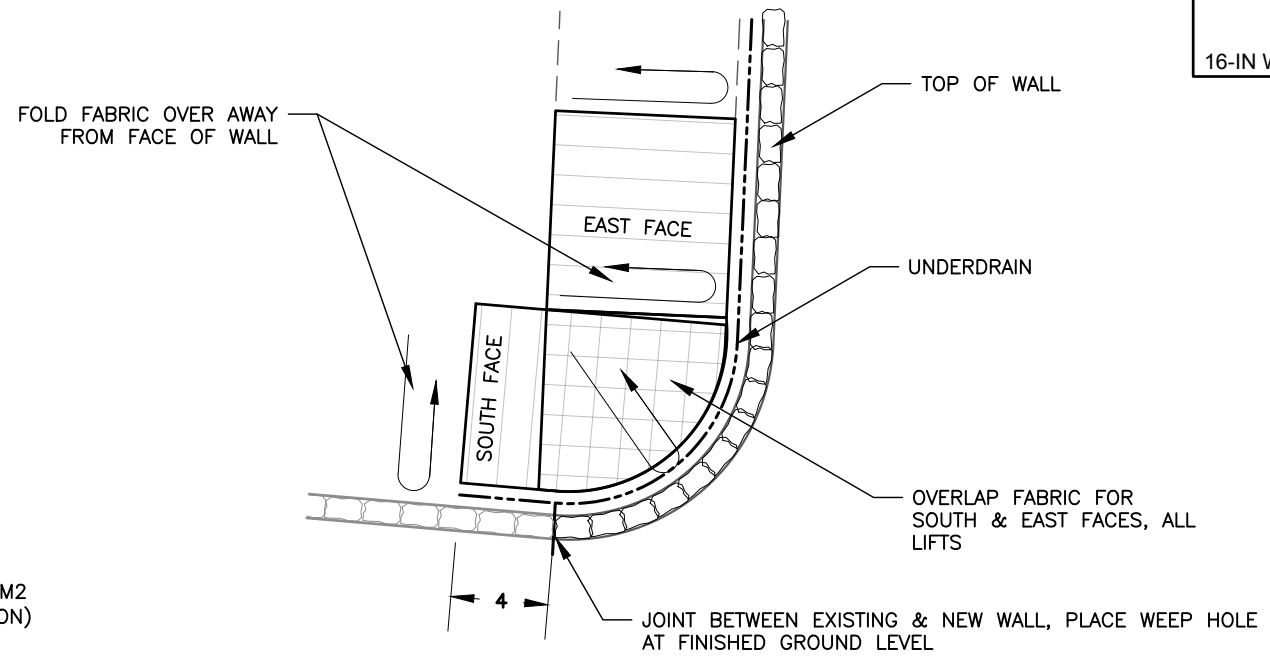 16-IN W
TOP OF WALL
FOLD FABRIC OVER AWAY
FROM FACE OF WALL
EAST FACE
UNDERDRAIN
SOUTH FACE
OVERLAP FABRIC FOR
SOUTH & EAST FACES, ALL
LIFTS
M2
ON)
4
JOINT BETWEEN EXISTING & NEW WALL, PLACE WEEP HOLE
AT FINISHED GROUND LEVEL